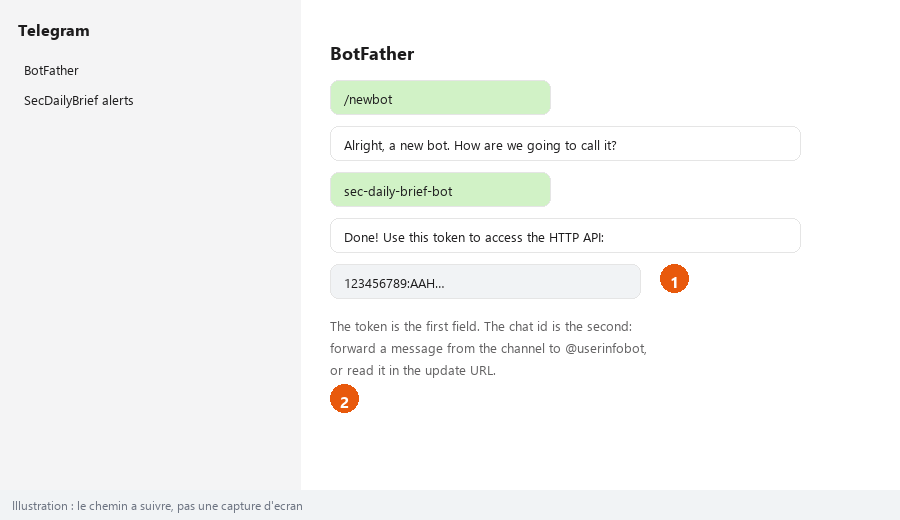 Telegram
BotFather
SecDailyBrief alerts
BotFather
/newbot
Alright, a new bot. How are we going to call it?
sec-daily-brief-bot
Done! Use this token to access the HTTP API:
123456789:AAH...
1
The token is the first field. The chat id is the second:
forward a message from the channel to @userinfobot,
or read it in the update URL.
2
Illustration : le chemin a suivre, pas une capture d'ecran